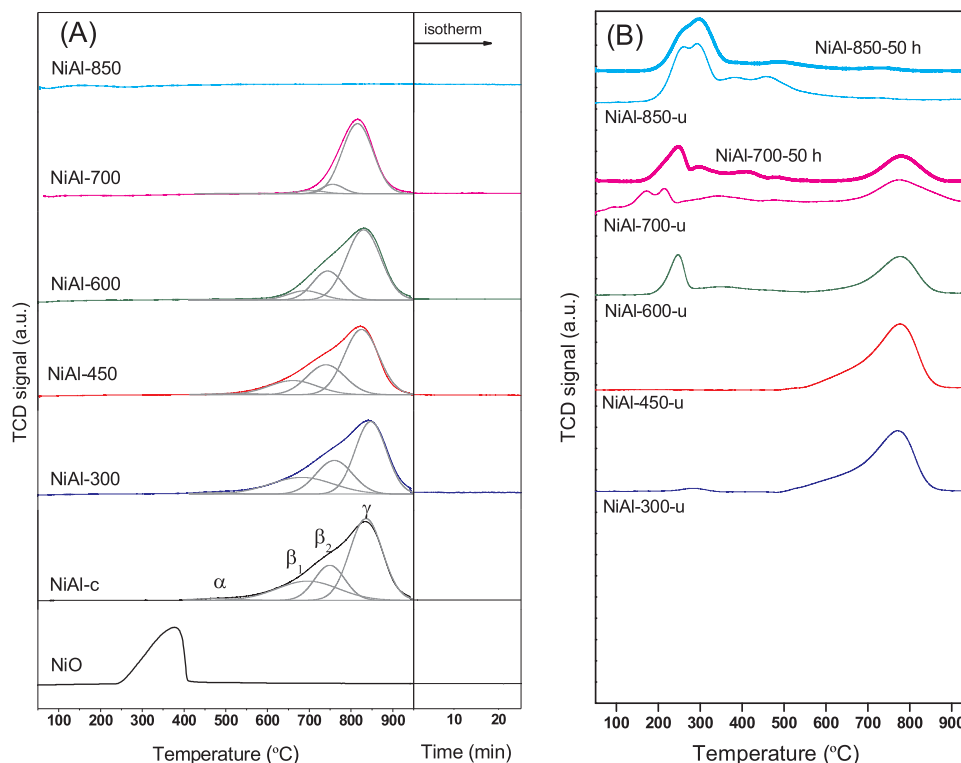 (A)
isotherm
NiAl-850
NiAl-700
NiAl-600
NiAl-450
NiAl-300
NiAl-c
α
β1
β2
γ
NiO
TCD signal (a.u.)
100 200 300 400 500 600 700 800 900 10 20
Temperature (ºC) Time (min)
(B)
NiAl-850-50 h
NiAl-850-u
NiAl-700-50 h
NiAl-700-u
NiAl-600-u
NiAl-450-u
NiAl-300-u
TCD signal (a.u.)
100 200 300 400 500 600 700 800 900
Temperature (ºC)